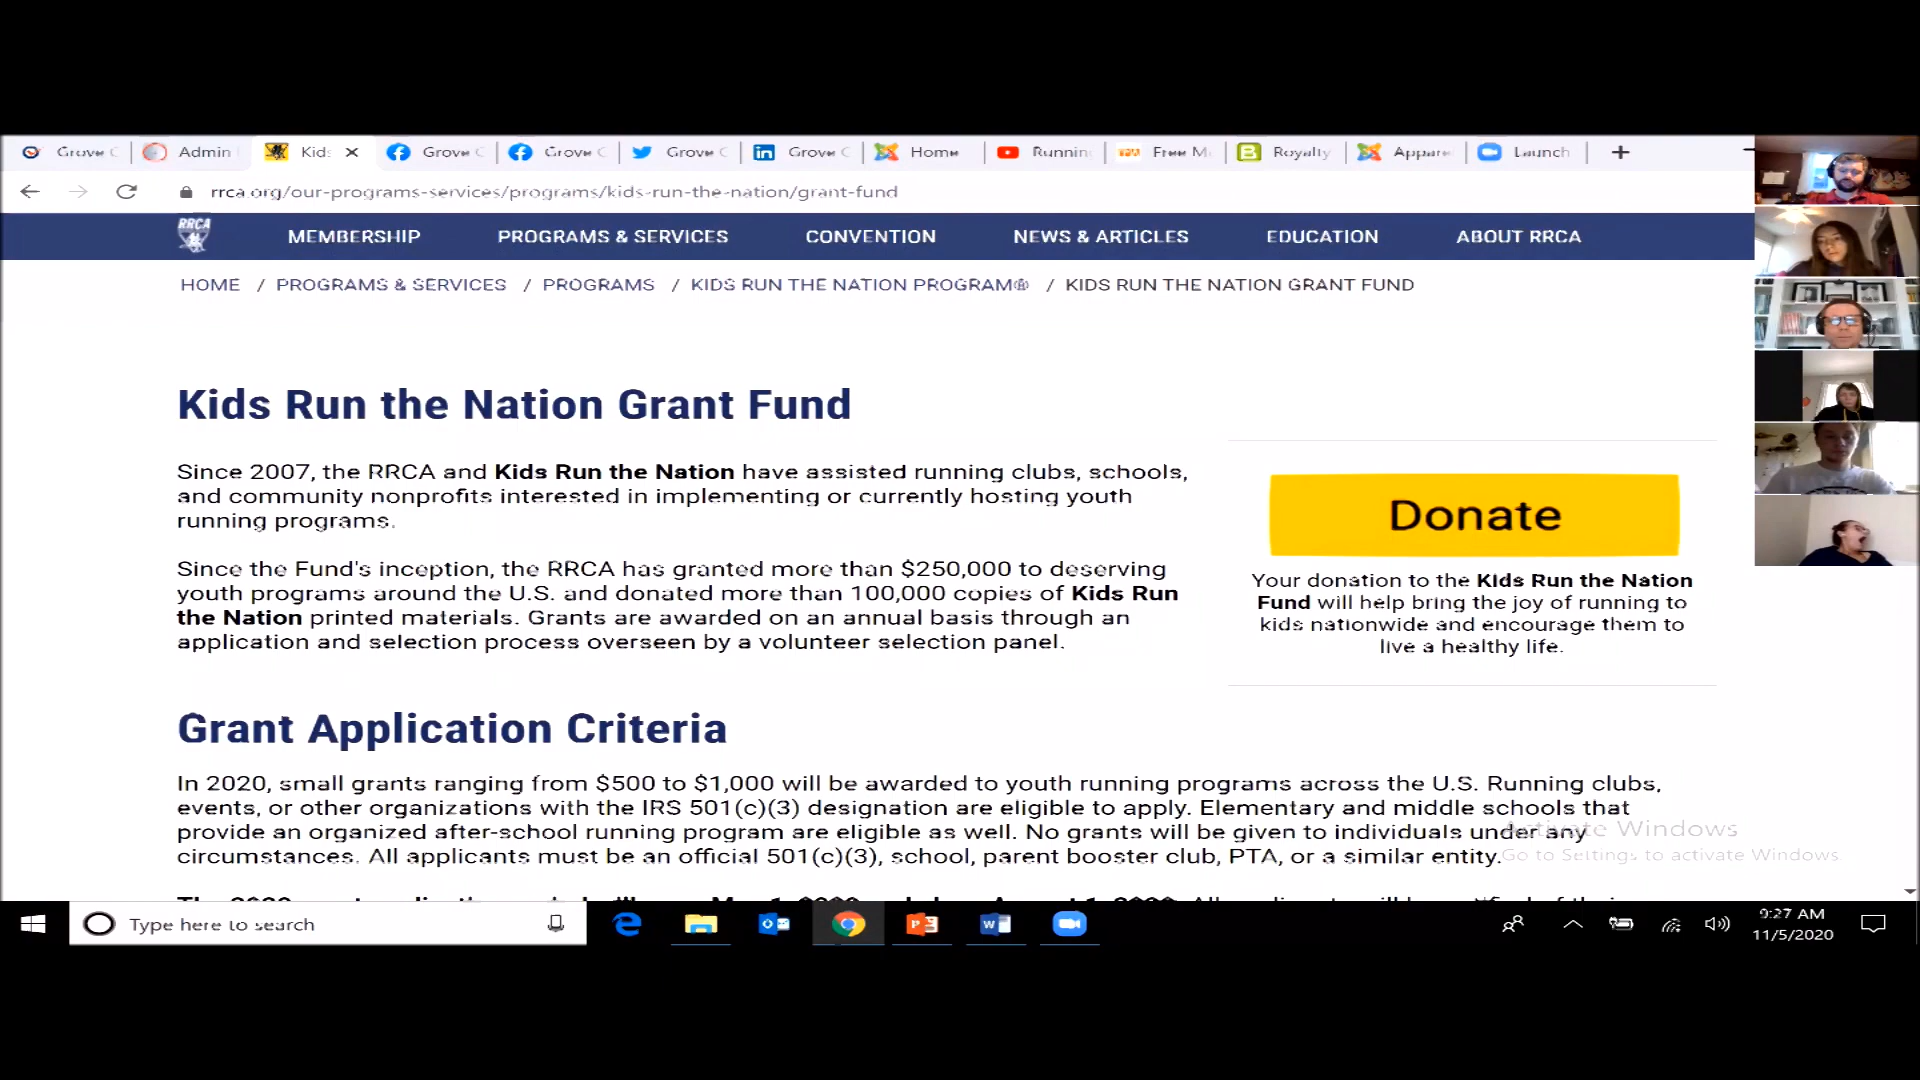 Grove C
Admin
Kids
Grove C
Grove C
Grove C
Grove C
Home
Running
Free M
Royalty
Appare
Launch
rrca.org/our-programs-services/programs/kids-run-the-nation/grant-fund
RRCA
MEMBERSHIP
PROGRAMS & SERVICES
CONVENTION
NEWS & ARTICLES
EDUCATION
ABOUT RRCA
HOME / PROGRAMS & SERVICES / PROGRAMS / KIDS RUN THE NATION PROGRAM® / KIDS RUN THE NATION GRANT FUND
Kids Run the Nation Grant Fund
Since 2007, the RRCA and Kids Run the Nation have assisted running clubs, schools,
and community nonprofits interested in implementing or currently hosting youth
running programs.
Since the Fund's inception, the RRCA has granted more than $250,000 to deserving
youth programs around the U.S. and donated more than 100,000 copies of Kids Run
the Nation printed materials. Grants are awarded on an annual basis through an
application and selection process overseen by a volunteer selection panel.
Donate
Your donation to the Kids Run the Nation
Fund will help bring the joy of running to
kids nationwide and encourage them to
live a healthy life.
Grant Application Criteria
In 2020, small grants ranging from $500 to $1,000 will be awarded to youth running programs across the U.S. Running clubs,
events, or other organizations with the IRS 501(c)(3) designation are eligible to apply. Elementary and middle schools that
provide an organized after-school running program are eligible as well. No grants will be given to individuals under any
circumstances. All applicants must be an official 501(c)(3), school, parent booster club, PTA, or a similar entity.
Activate Windows
Go to Settings to activate Windows.
Type here to search
9:27 AM
11/5/2020